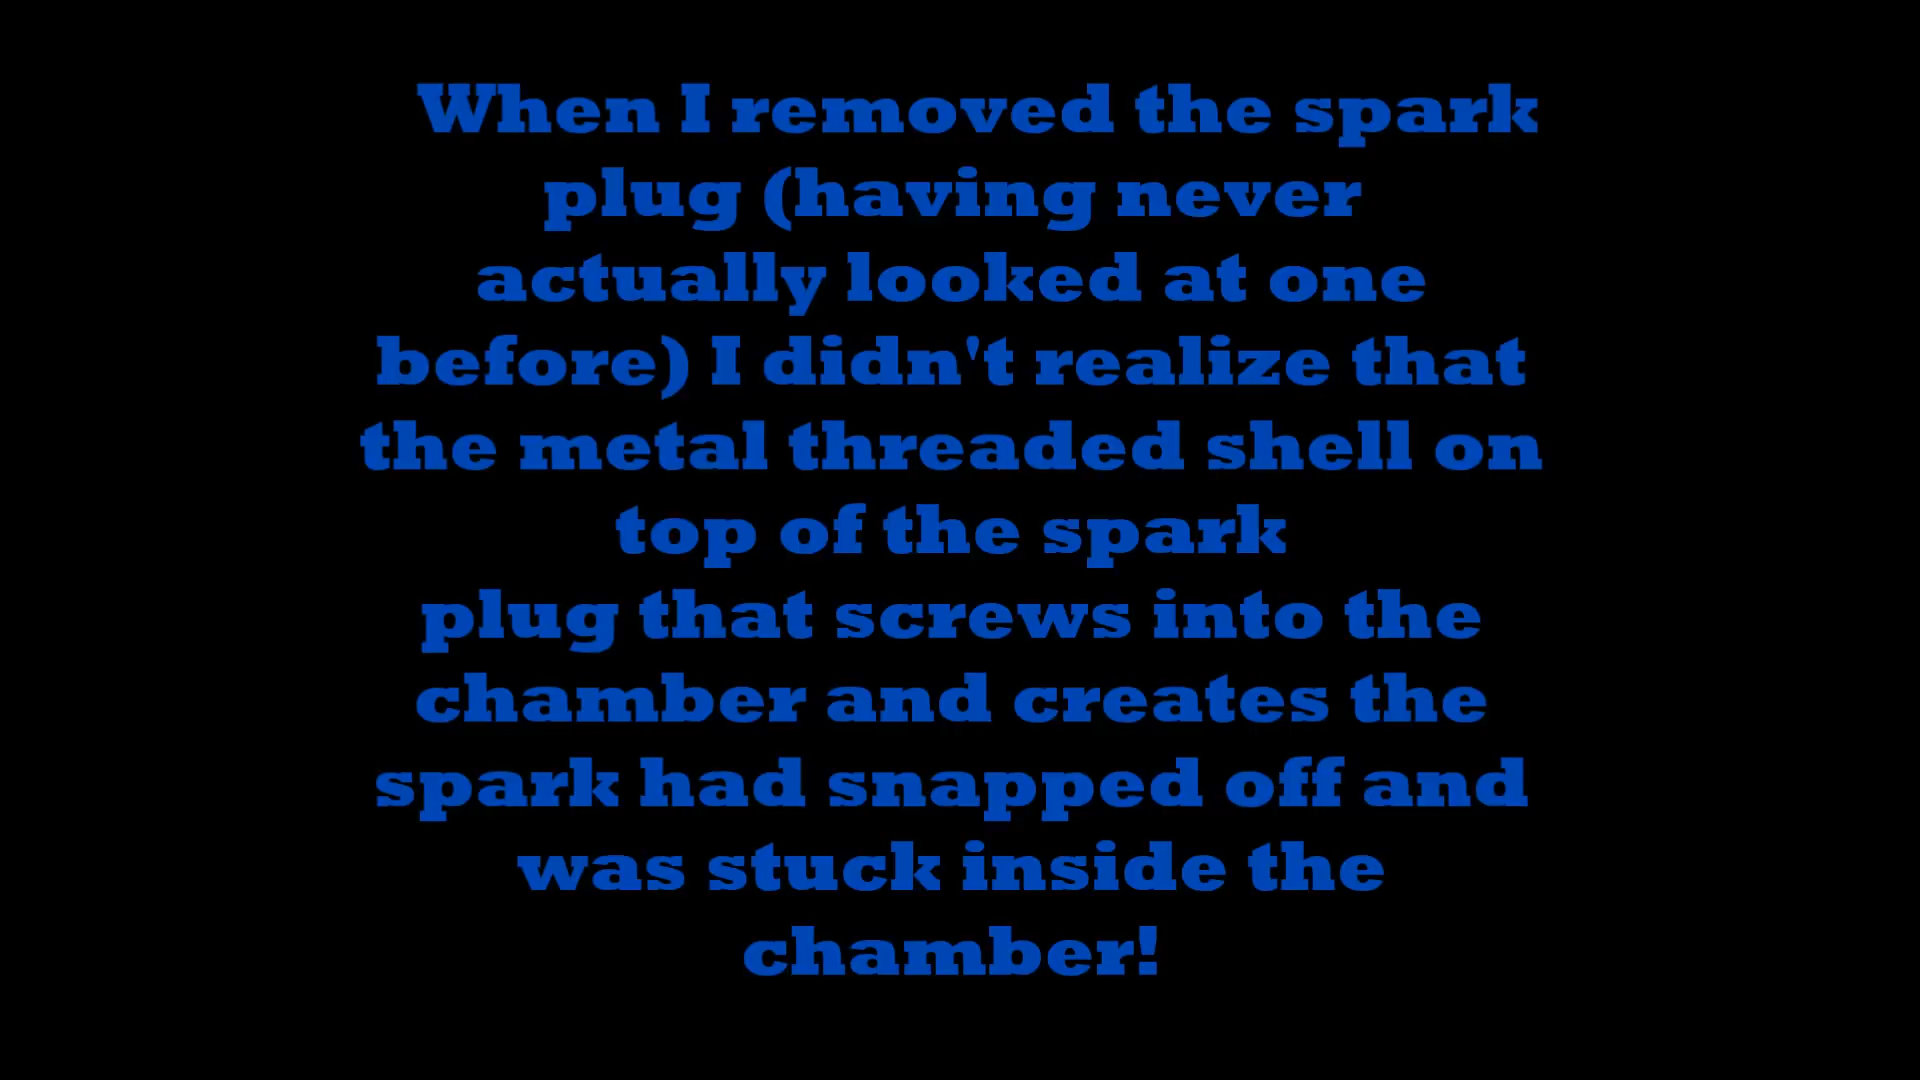 When I removed the spark
plug (having never
actually looked at one
before) I didn't realize that
the metal threaded shell on
top of the spark
plug that screws into the
chamber and creates the
spark had snapped off and
was stuck inside the
chamber!